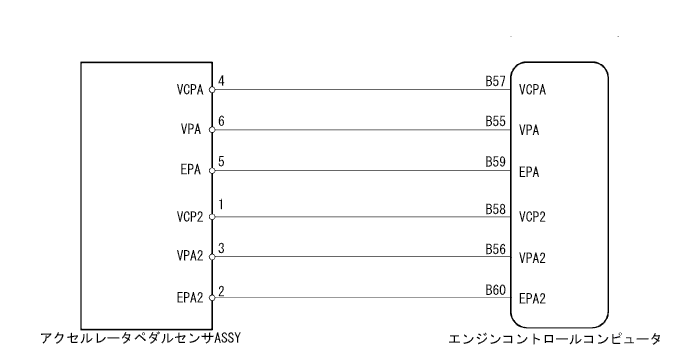 VCPA 4 B57 VCPA
VPA 6 B55 VPA
EPA 5 B59 EPA
VCP2 1 B58 VCP2
VPA2 3 B56 VPA2
EPA2 2 B60 EPA2
アクセルレータペダルセンサASSY エンジンコントロールコンピュータ